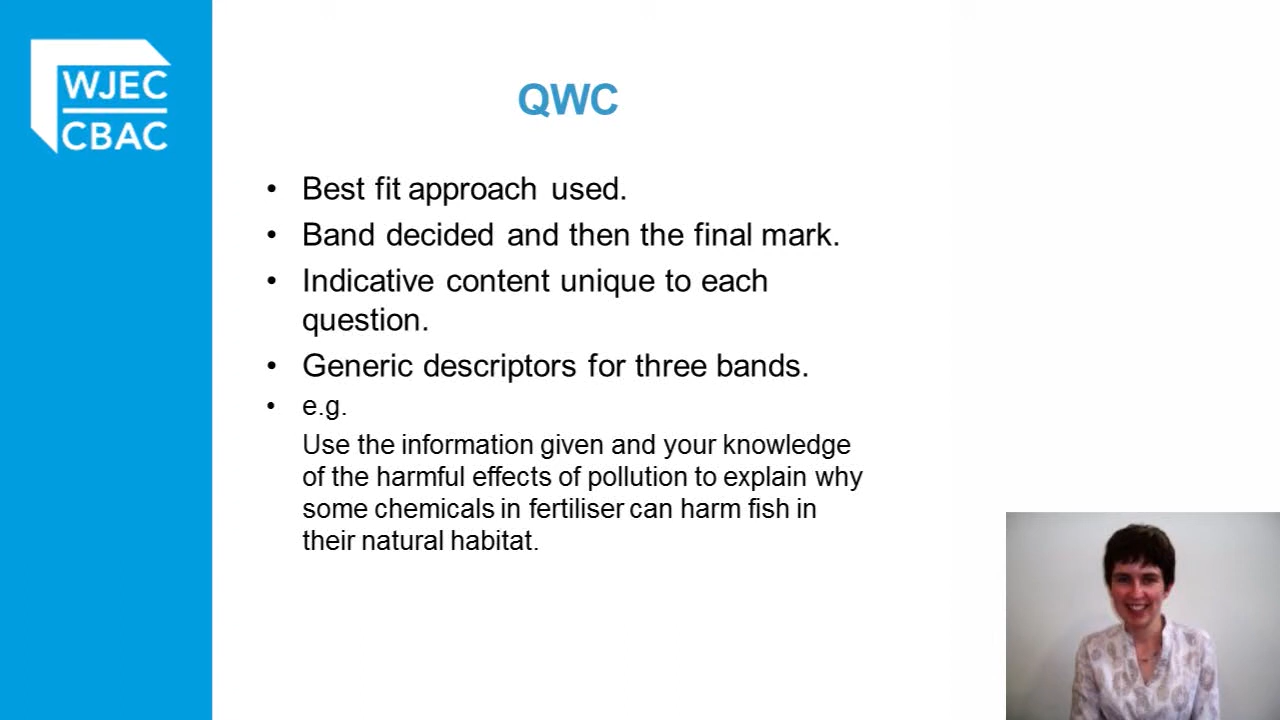 WJEC
CBAC
QWC
• Best fit approach used.
• Band decided and then the final mark.
• Indicative content unique to each
question.
• Generic descriptors for three bands.
• e.g.
Use the information given and your knowledge
of the harmful effects of pollution to explain why
some chemicals in fertiliser can harm fish in
their natural habitat.